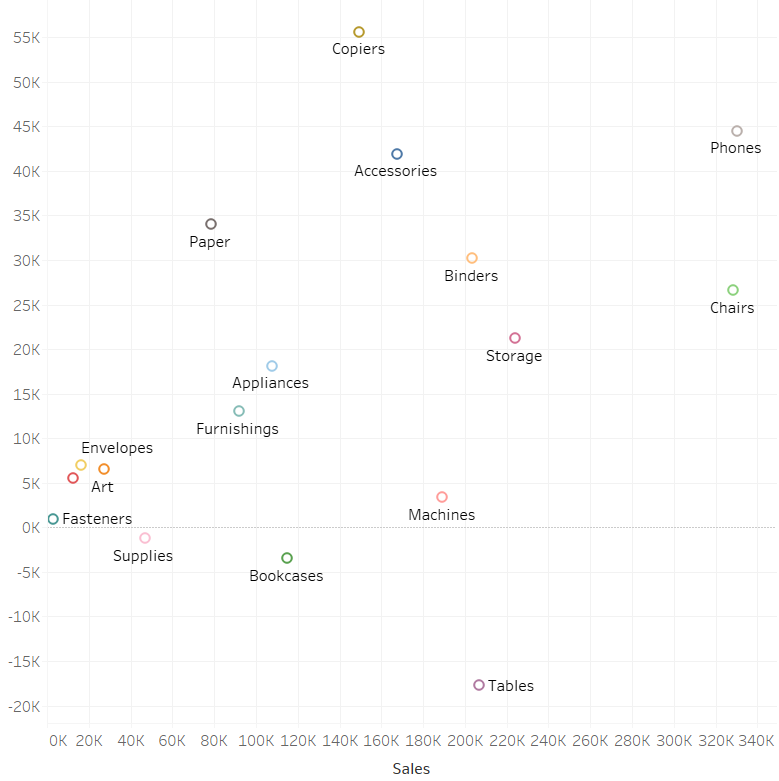 55K
Copiers
50K
45K
Phones
40K
Accessories
35K
Paper
30K
Binders
25K
Chairs
20K
Storage
Appliances
15K
Furnishings
10K
Envelopes
5K
Art
Machines
Fasteners
0K
Supplies
-5K
Bookcases
-10K
-15K
Tables
-20K
0K 20K 40K 60K 80K 100K 120K 140K 160K 180K 200K 220K 240K 260K 280K 300K 320K 340K
Sales